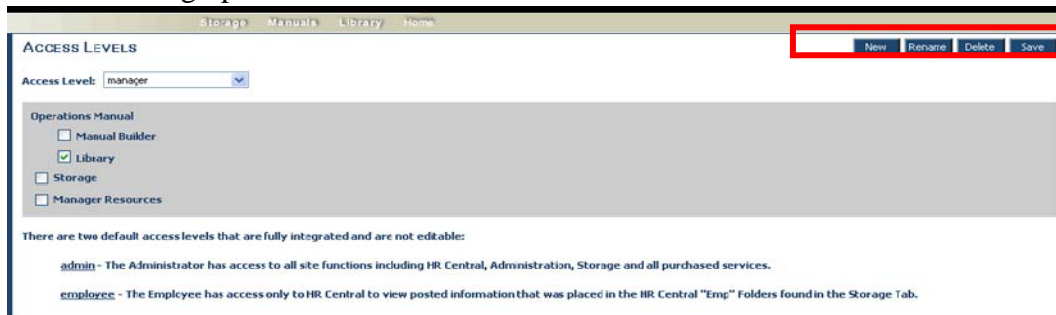 Storage Manuals Library Home
ACCESS LEVELS
New Rename Delete Save
Access Level: manager
Operations Manual
Manual Builder
Library
Storage
Manager Resources
There are two default access levels that are fully integrated and are not editable:
admin - The Administrator has access to all site functions including HR Central, Administration, Storage and all purchased services.
employee - The Employee has access only to HR Central to view posted information that was placed in the HR Central "Emp" Folders found in the Storage Tab.